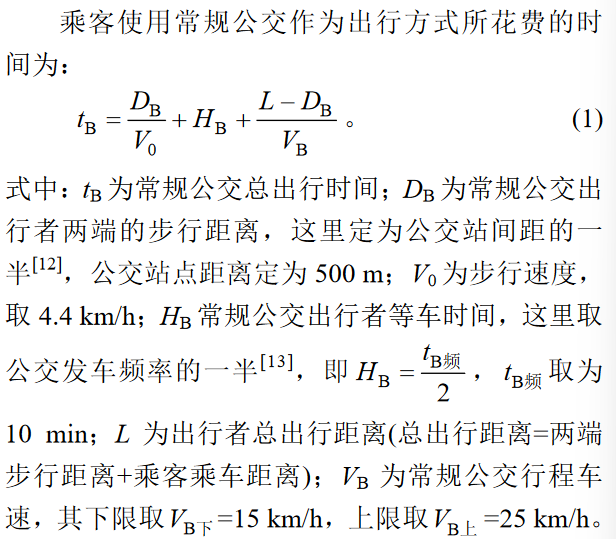 乘客使用常规公交作为出行方式所花费的时
间为：
t_B = D_B/V_0 + H_B + (L − D_B)/V_B 。 (1)
式中：t_B 为常规公交总出行时间；D_B 为常规公交出
行者两端的步行距离，这里定为公交站间距的一
半[12]，公交站点距离定为 500 m；V_0 为步行速度，
取 4.4 km/h；H_B 常规公交出行者等车时间，这里取
公交发车频率的一半[13]，即 H_B = t_B频/2 ，t_B频 取为
10 min；L 为出行者总出行距离(总出行距离=两端
步行距离+乘客乘车距离)；V_B 为常规公交行程车
速，其下限取 V_B下 =15 km/h，上限取 V_B上 =25 km/h。